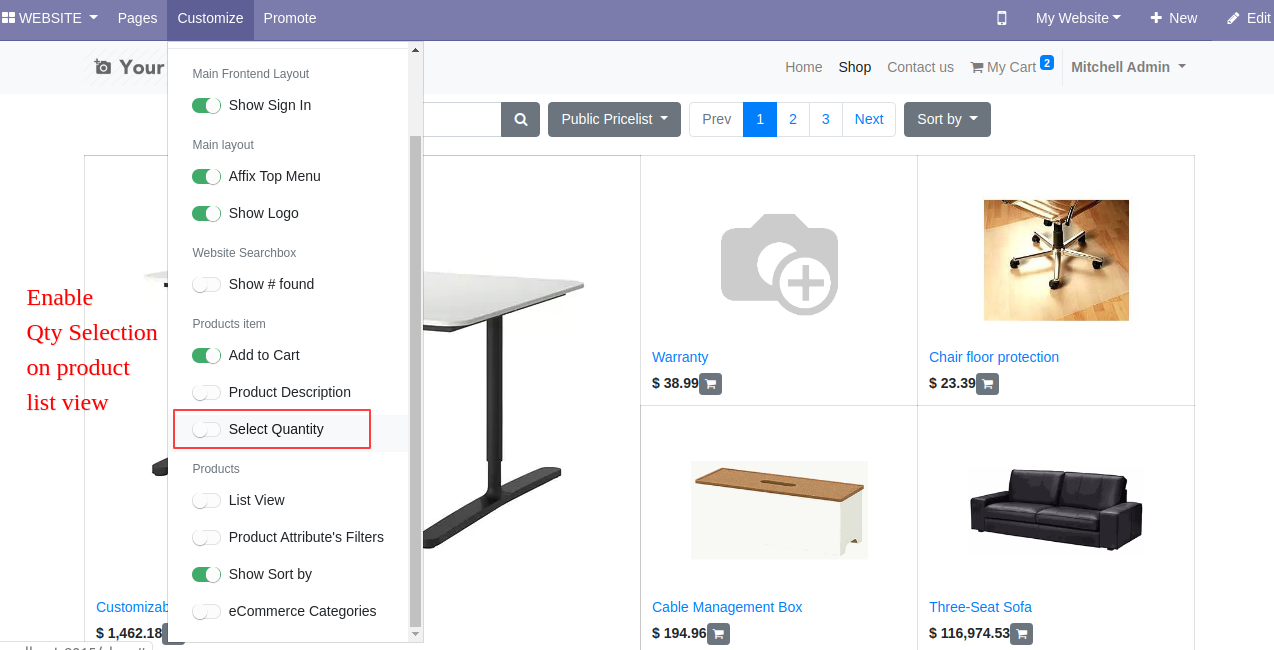 WEBSITE Pages Customize Promote My Website New Edit
Your
Home Shop Contact us My Cart 2 Mitchell Admin
Public Pricelist Prev 1 2 3 Next Sort by
Main Frontend Layout
Show Sign In
Main layout
Affix Top Menu
Show Logo
Website Searchbox
Show # found
Products item
Add to Cart
Product Description
Select Quantity
Products
List View
Product Attribute's Filters
Show Sort by
eCommerce Categories
Enable
Qty Selection
on product
list view
Warranty
$ 38.99
Chair floor protection
$ 23.39
$ 1,462.18
Cable Management Box
$ 194.96
Three-Seat Sofa
$ 116,974.53